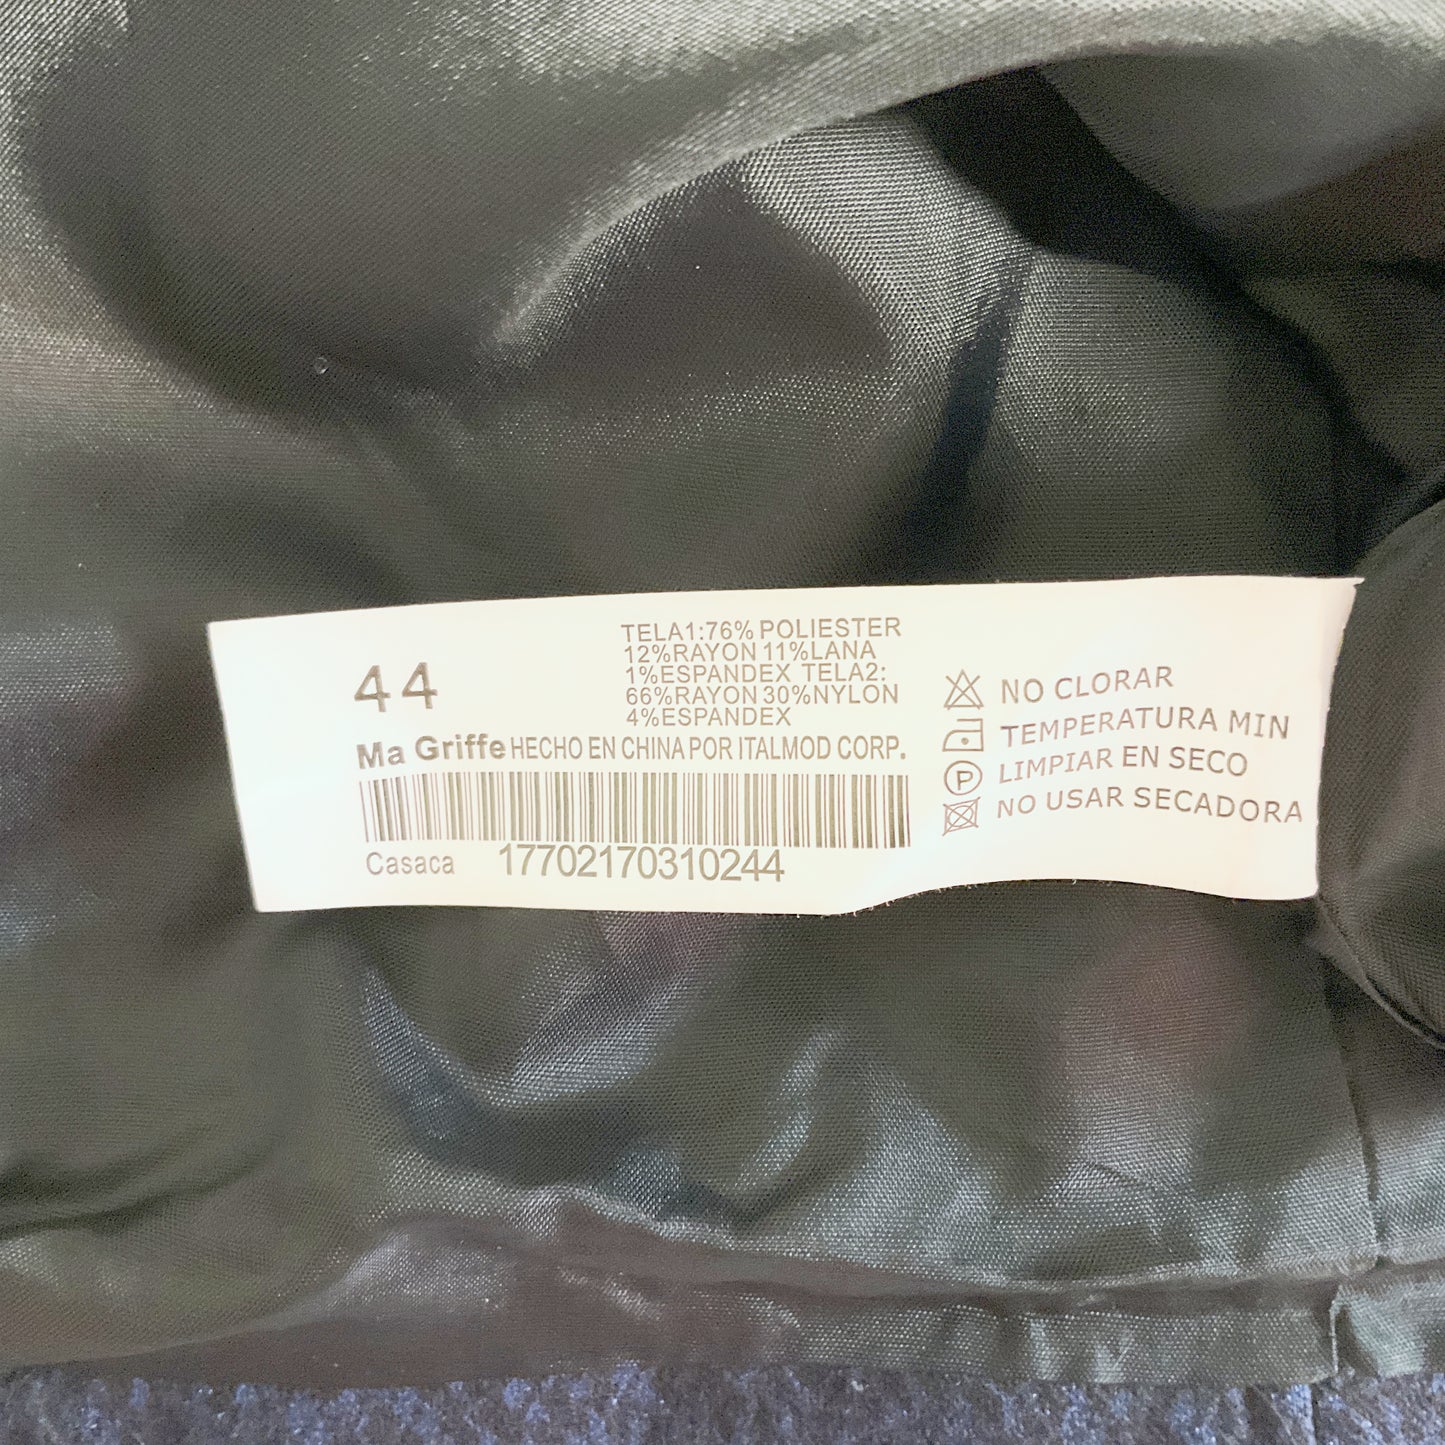 44
TELA1:76% POLIESTER
12%RAYON 11%LANA
1%ESPANDEX TELA2:
66%RAYON 30%NYLON
4%ESPANDEX
Ma Griffe HECHO EN CHINA POR ITALMOD CORP.
Casaca 17702170310244
NO CLORAR
TEMPERATURA MIN
P LIMPIAR EN SECO
NO USAR SECADORA